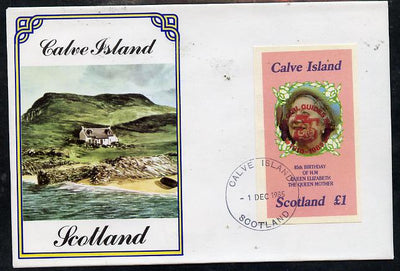 Calve Island
Scotland
Calve Island
85th BIRTHDAY
OF H.M
QUEEN ELIZABETH
THE QUEEN MOTHER
Scotland £1
CALVE ISLAND
- 1 DEC 1985
SCOTLAND